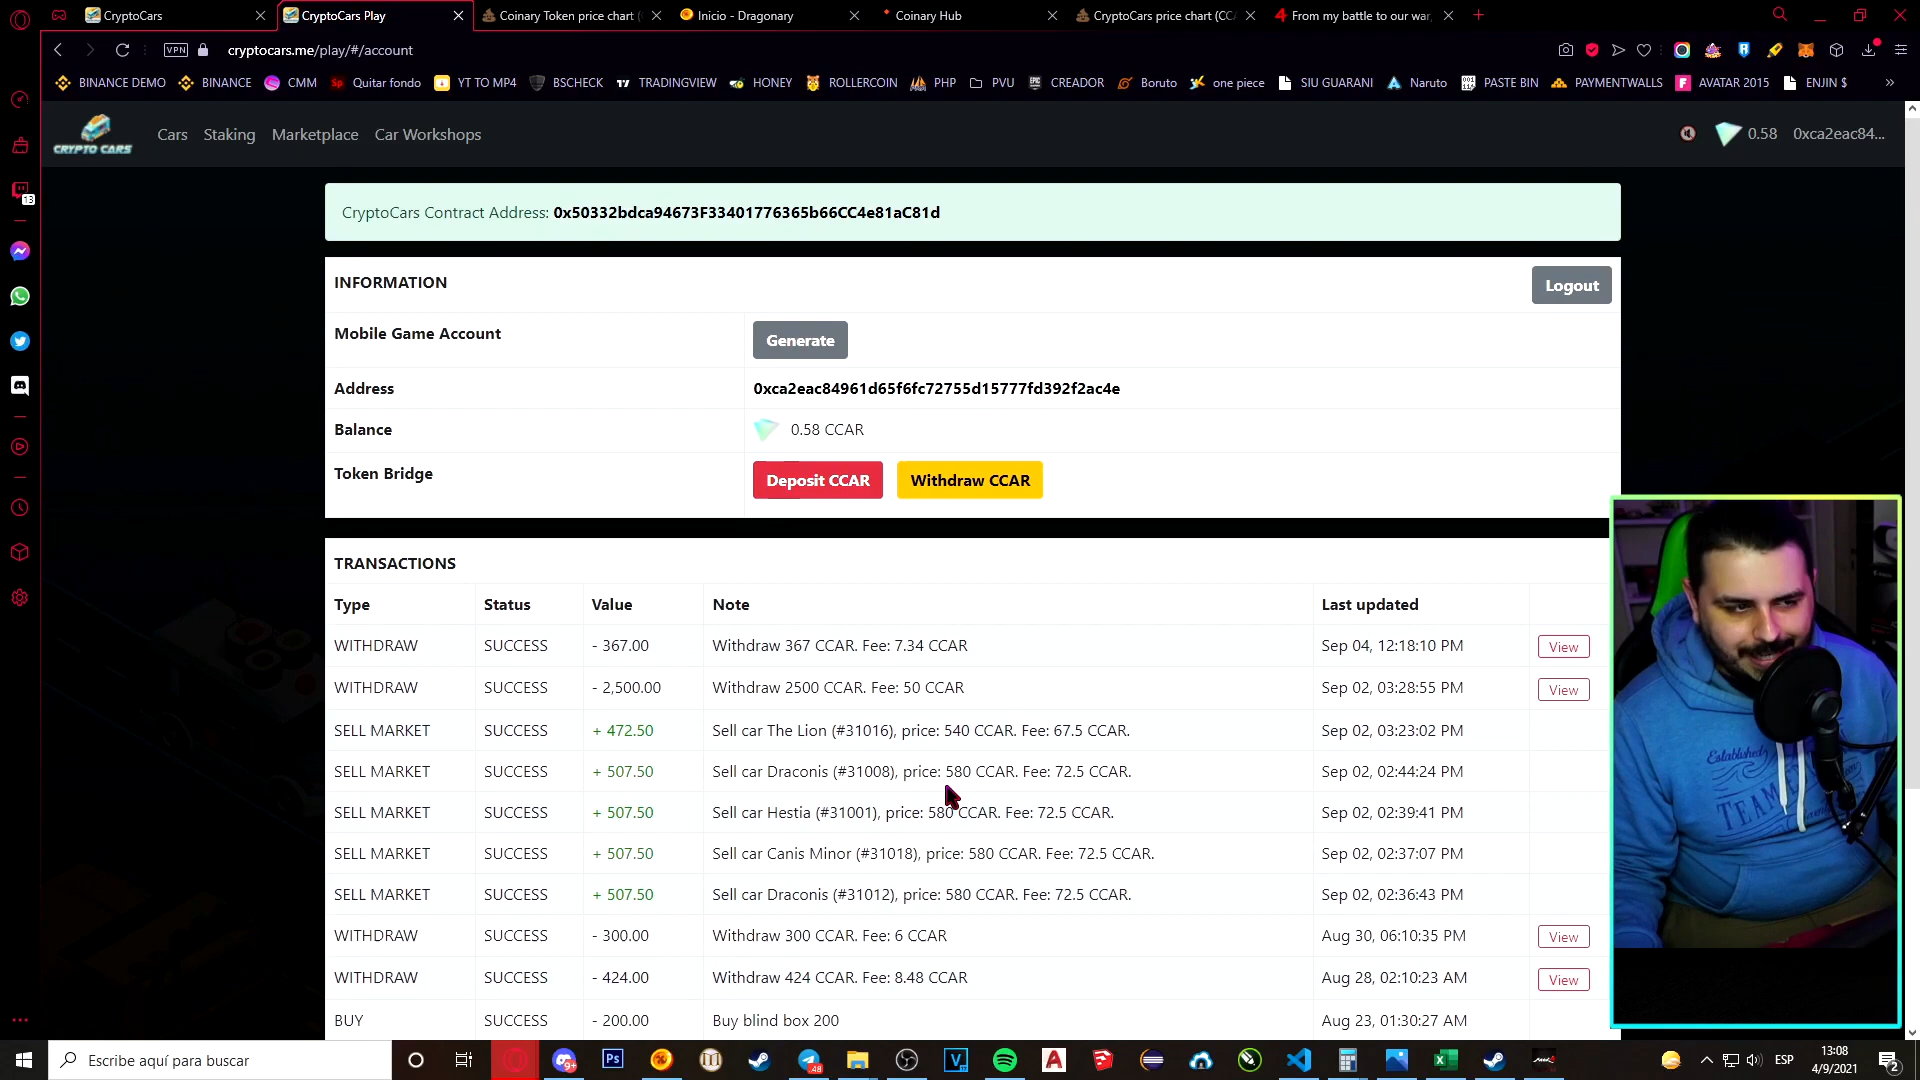 CryptoCars
CryptoCars Play
Coinary Token price chart (
Inicio - Dragonary
Coinary Hub
CryptoCars price chart (CCA
From my battle to our war,
VPN
cryptocars.me/play/#/account
BINANCE DEMO
BINANCE
CMM
Sp
Quitar fondo
YT TO MP4
BSCHECK
TRADINGVIEW
HONEY
ROLLERCOIN
PHP
PVU
CREADOR
Boruto
one piece
SIU GUARANI
Naruto
PASTE BIN
PAYMENTWALLS
AVATAR 2015
ENJIN $
CRYPTO CARS
Cars
Staking
Marketplace
Car Workshops
0.58
0xca2eac84...
13
CryptoCars Contract Address: 0x50332bdca94673F33401776365b66CC4e81aC81d
INFORMATION
Logout
Mobile Game Account
Generate
Address
0xca2eac84961d65f6fc72755d15777fd392f2ac4e
Balance
0.58 CCAR
Token Bridge
Deposit CCAR
Withdraw CCAR
TRANSACTIONS
Type Status Value Note Last updated
WITHDRAW SUCCESS - 367.00 Withdraw 367 CCAR. Fee: 7.34 CCAR Sep 04, 12:18:10 PM View
WITHDRAW SUCCESS - 2,500.00 Withdraw 2500 CCAR. Fee: 50 CCAR Sep 02, 03:28:55 PM View
SELL MARKET SUCCESS + 472.50 Sell car The Lion (#31016), price: 540 CCAR. Fee: 67.5 CCAR. Sep 02, 03:23:02 PM
SELL MARKET SUCCESS + 507.50 Sell car Draconis (#31008), price: 580 CCAR. Fee: 72.5 CCAR. Sep 02, 02:44:24 PM
SELL MARKET SUCCESS + 507.50 Sell car Hestia (#31001), price: 580 CCAR. Fee: 72.5 CCAR. Sep 02, 02:39:41 PM
SELL MARKET SUCCESS + 507.50 Sell car Canis Minor (#31018), price: 580 CCAR. Fee: 72.5 CCAR. Sep 02, 02:37:07 PM
SELL MARKET SUCCESS + 507.50 Sell car Draconis (#31012), price: 580 CCAR. Fee: 72.5 CCAR. Sep 02, 02:36:43 PM
WITHDRAW SUCCESS - 300.00 Withdraw 300 CCAR. Fee: 6 CCAR Aug 30, 06:10:35 PM View
WITHDRAW SUCCESS - 424.00 Withdraw 424 CCAR. Fee: 8.48 CCAR Aug 28, 02:10:23 AM View
BUY SUCCESS - 200.00 Buy blind box 200 Aug 23, 01:30:27 AM
Established
TEAM
Escribe aquí para buscar
9+
Ps
48
ESP
13:08
4/9/2021
2